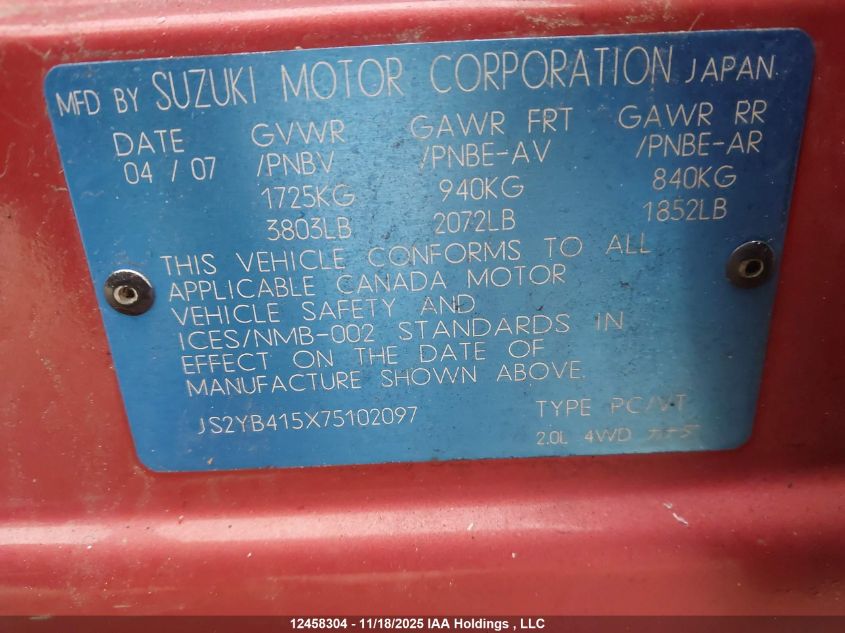 MFD BY SUZUKI MOTOR CORPORATION JAPAN
DATE GVWR GAWR FRT GAWR RR
04 / 07 /PNBV /PNBE-AV /PNBE-AR
1725KG 940KG 840KG
3803LB 2072LB 1852LB
THIS VEHICLE CONFORMS TO ALL
APPLICABLE CANADA MOTOR
VEHICLE SAFETY AND
ICES/NMB-002 STANDARDS IN
EFFECT ON THE DATE OF
MANUFACTURE SHOWN ABOVE.
JS2YB415X75102097 TYPE PC/VT
2.0L 4WD カナダ
12458304 - 11/18/2025 IAA Holdings , LLC